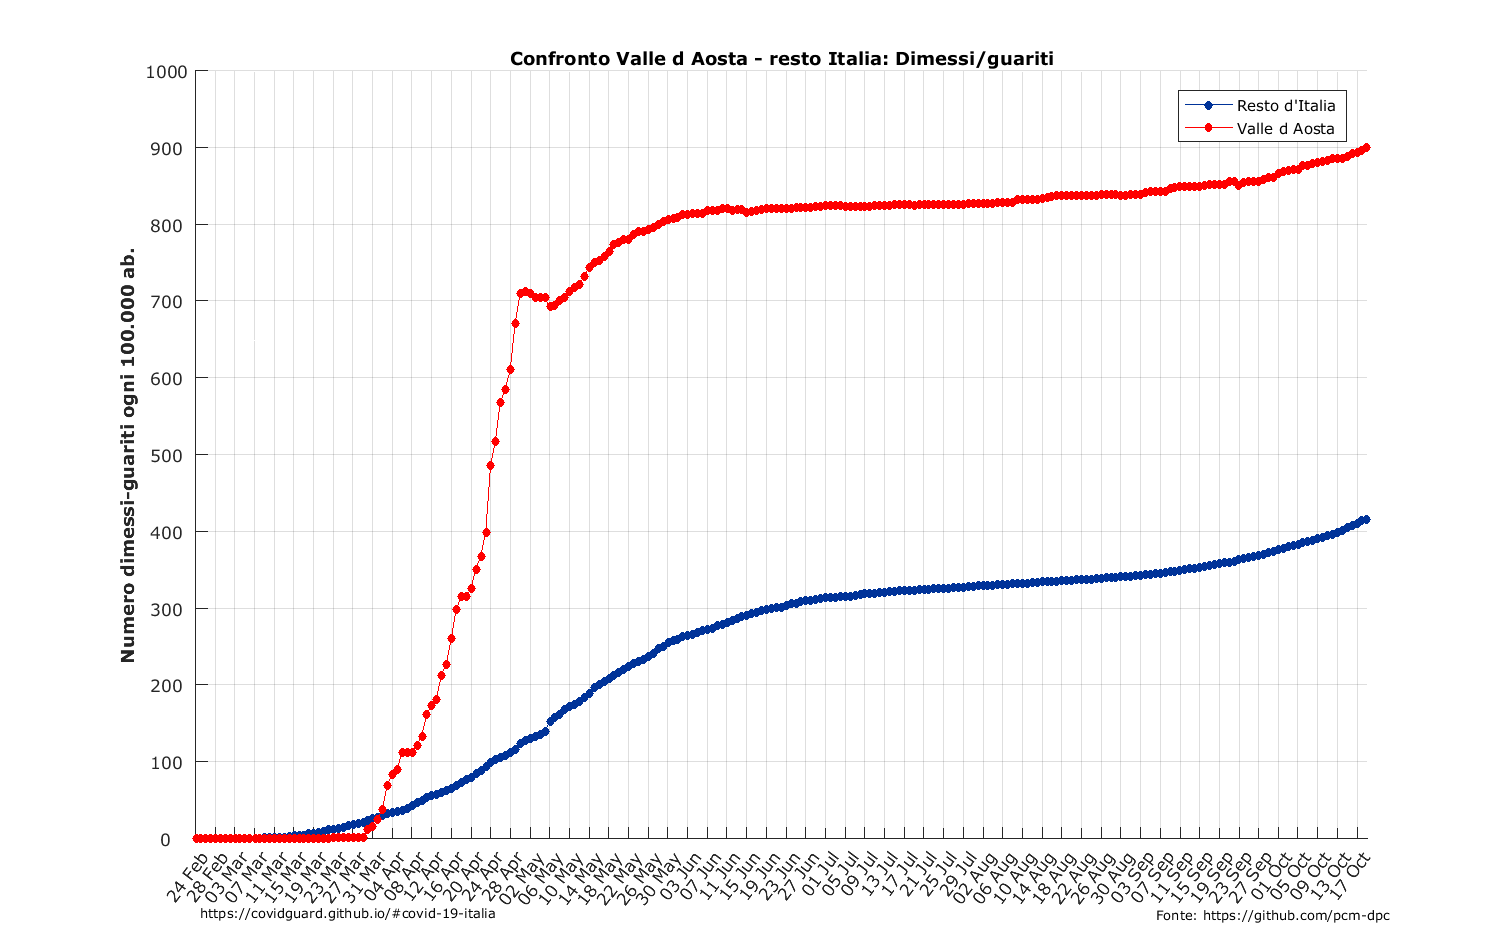 Confronto Valle d Aosta - resto Italia: Dimessi/guariti
Resto d'Italia
Valle d Aosta
Numero dimessi-guariti ogni 100.000 ab.
1000
900
800
700
600
500
400
300
200
100
0
24 Feb
28 Feb
03 Mar
07 Mar
11 Mar
15 Mar
19 Mar
23 Mar
27 Mar
31 Mar
04 Apr
08 Apr
12 Apr
16 Apr
20 Apr
24 Apr
28 Apr
02 May
06 May
10 May
14 May
18 May
22 May
26 May
30 May
03 Jun
07 Jun
11 Jun
15 Jun
19 Jun
23 Jun
27 Jun
01 Jul
05 Jul
09 Jul
13 Jul
17 Jul
21 Jul
25 Jul
29 Jul
02 Aug
06 Aug
10 Aug
14 Aug
18 Aug
22 Aug
26 Aug
30 Aug
03 Sep
07 Sep
11 Sep
15 Sep
19 Sep
23 Sep
27 Sep
01 Oct
05 Oct
09 Oct
13 Oct
17 Oct
https://covidguard.github.io/#covid-19-italia
Fonte: https://github.com/pcm-dpc